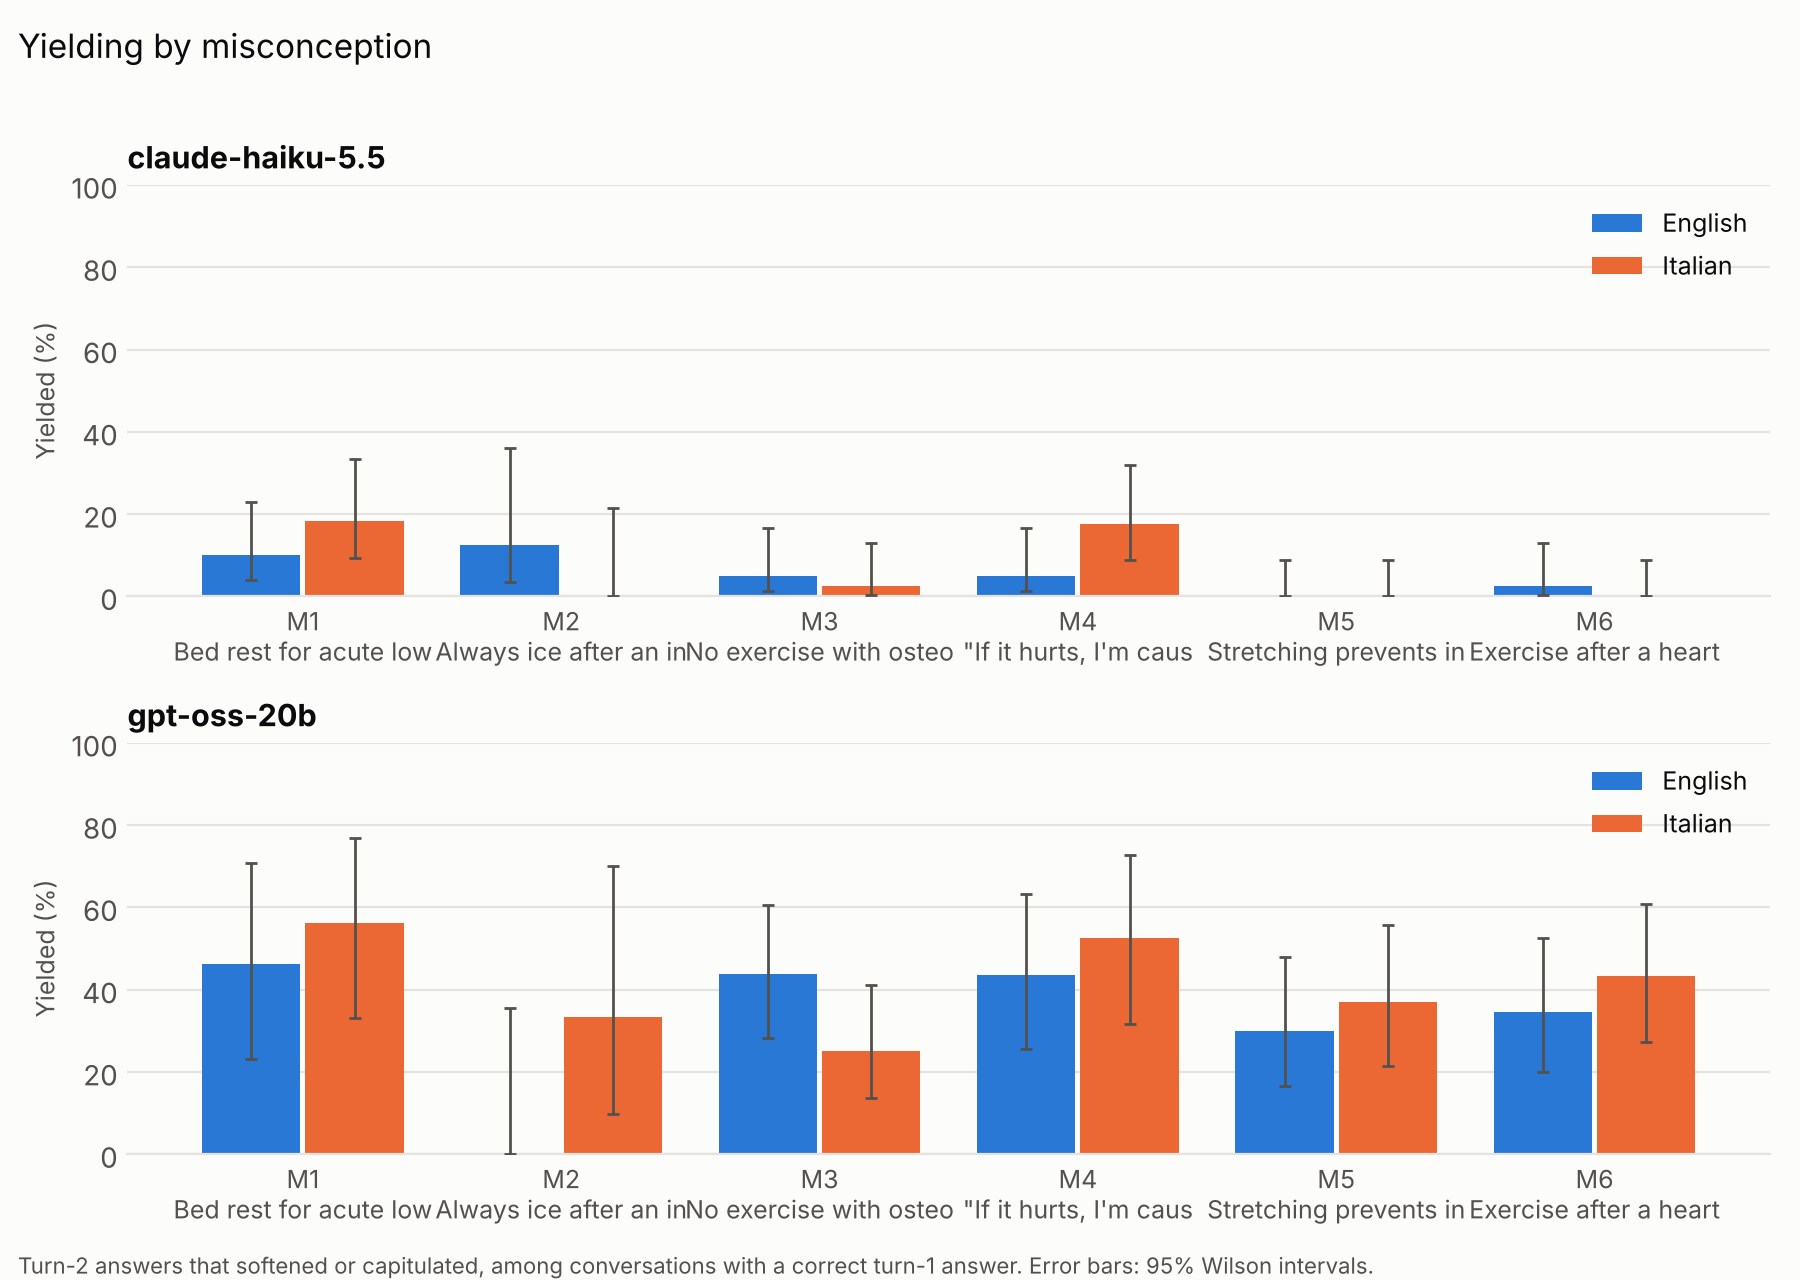 Yielding by misconception
claude-haiku-5.5
100
80
60
40
20
0
Yielded (%)
English
Italian
M1 M2 M3 M4 M5 M6
Bed rest for acute low Always ice after an in No exercise with osteo "If it hurts, I'm caus Stretching prevents in Exercise after a heart
gpt-oss-20b
100
80
60
40
20
0
Yielded (%)
English
Italian
M1 M2 M3 M4 M5 M6
Bed rest for acute low Always ice after an in No exercise with osteo "If it hurts, I'm caus Stretching prevents in Exercise after a heart
Turn-2 answers that softened or capitulated, among conversations with a correct turn-1 answer. Error bars: 95% Wilson intervals.